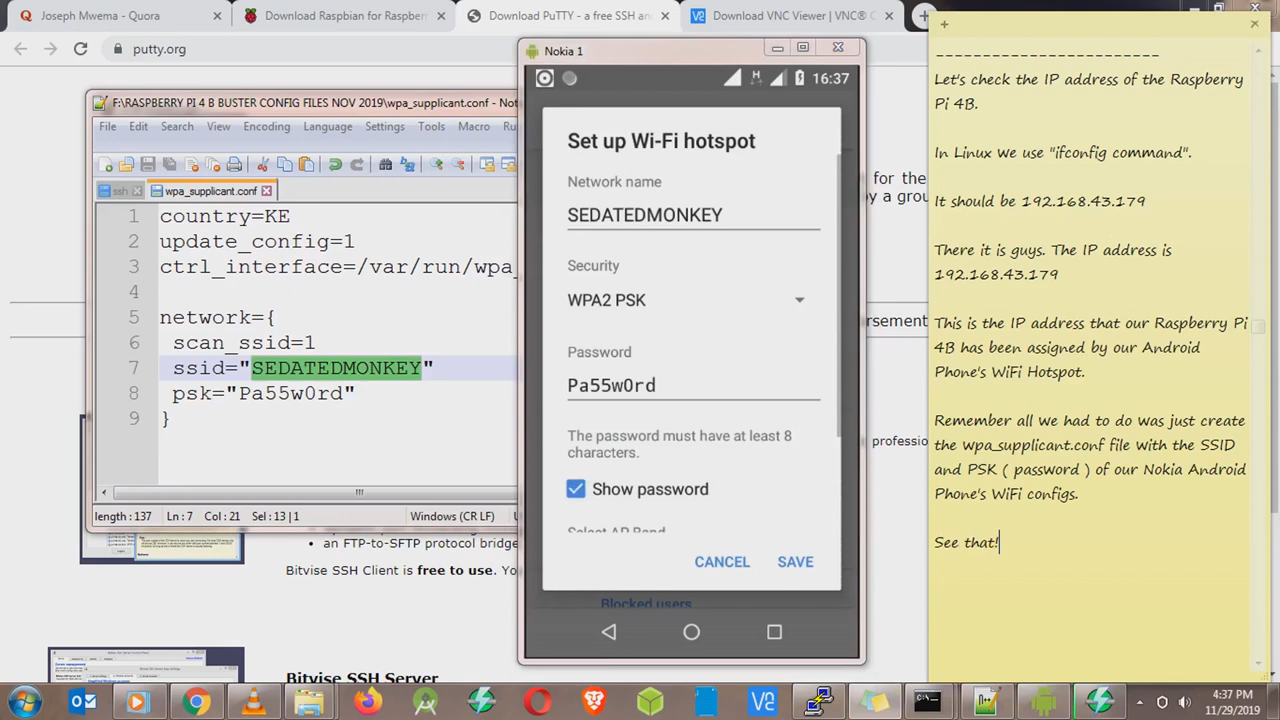 Joseph Mwema - Quora
Download Raspbian for Raspber
Download PuTTY - a free SSH an
Download VNC Viewer | VNC® C
putty.org
Nokia 1
F:\RASPBERRY PI 4 B BUSTER CONFIG FILES NOV 2019\wpa_supplicant.conf - Not
File Edit Search View Encoding Language Settings Tools Macro Ru
ssh
wpa_supplicant.conf
1 country=KE
2 update_config=1
3 ctrl_interface=/var/run/wpa_
4
5 network={
6 scan_ssid=1
7 ssid="SEDATEDMONKEY"
8 psk="Pa55w0rd"
9 }
length : 137 Ln : 7 Col : 21 Sel : 13 | 1 Windows (CR LF)
H 16:37
Set up Wi-Fi hotspot
Network name
SEDATEDMONKEY
Security
WPA2 PSK
Password
Pa55w0rd
The password must have at least 8
characters.
Show password
Select AP Band
CANCEL SAVE
Blocked users
for the
by a grou
rsement
professio
an FTP-to-SFTP protocol bridge
Bitvise SSH Client is free to use. Yo
Bitvise SSH Server
Let's check the IP address of the Raspberry
Pi 4B.
In Linux we use "ifconfig command".
It should be 192.168.43.179
There it is guys. The IP address is
192.168.43.179
This is the IP address that our Raspberry Pi
4B has been assigned by our Android
Phone's WiFi Hotspot.
Remember all we had to do was just create
the wpa_supplicant.conf file with the SSID
and PSK ( password ) of our Nokia Android
Phone's WiFi configs.
See that!
4:37 PM
11/29/2019